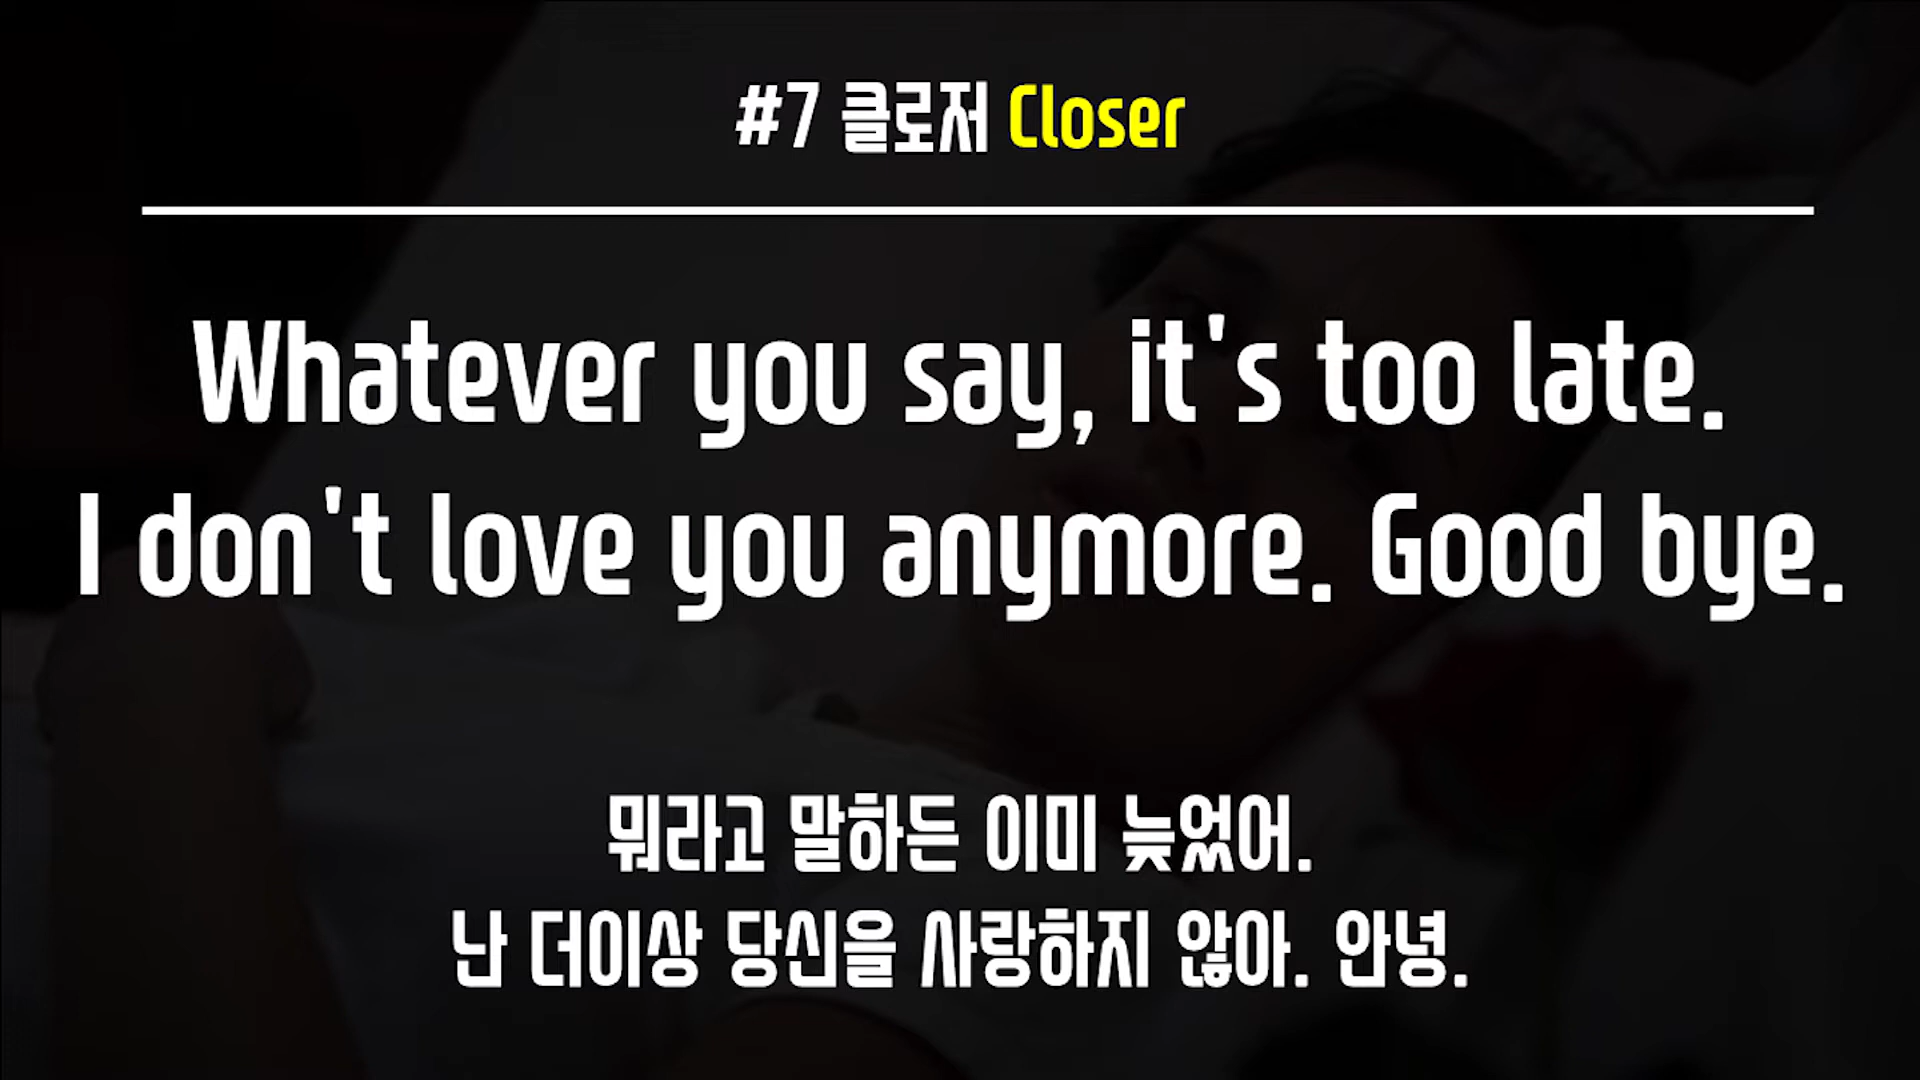 #7 클로저 Closer
Whatever you say, it's too late.
I don't love you anymore. Good bye.
뭐라고 말하든 이미 늦었어.
난 더이상 당신을 사랑하지 않아. 안녕.